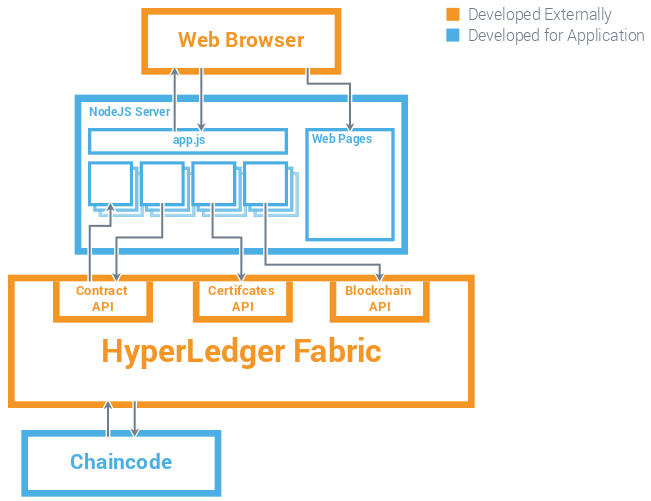 Developed Externally
Developed for Application
Web Browser
NodeJS Server
app.js
Web Pages
Contract
API
Certifcates
API
Blockchain
API
HyperLedger Fabric
Chaincode